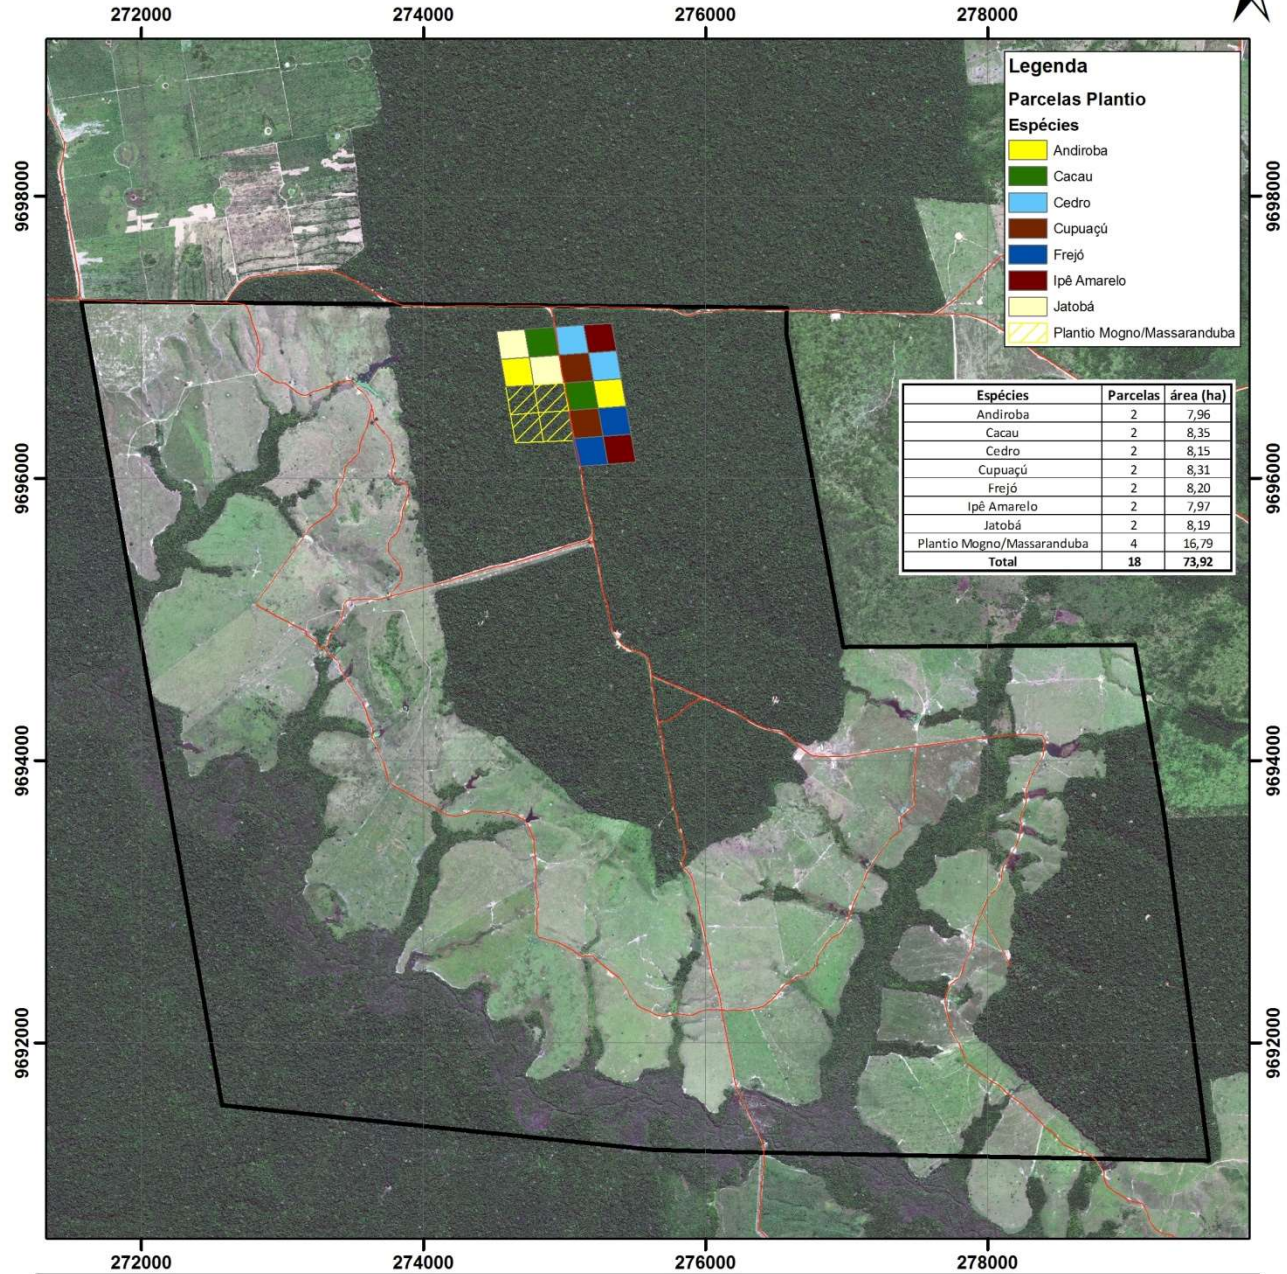 272000 274000 276000 278000
Legenda
Parcelas Plantio
Espécies
Andiroba
Cacau
Cedro
Cupuaçú
Frejó
Ipê Amarelo
Jatobá
Plantio Mogno/Massaranduba
9698000 9698000
Espécies Parcelas área (ha)
Andiroba 2 7,96
Cacau 2 8,35
Cedro 2 8,15
Cupuaçú 2 8,31
Frejó 2 8,20
Ipê Amarelo 2 7,97
Jatobá 2 8,19
Plantio Mogno/Massaranduba 4 16,79
Total 18 73,92
9696000 9696000
9694000 9694000
9692000 9692000
272000 274000 276000 278000